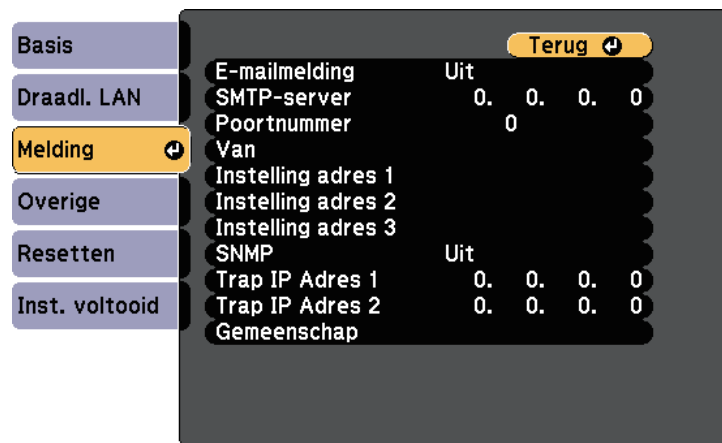 Basis
Draadl. LAN
Melding
Overige
Resetten
Inst. voltooid
Terug
E-mailmelding Uit
SMTP-server 0. 0. 0. 0
Poortnummer 0
Van
Instelling adres 1
Instelling adres 2
Instelling adres 3
SNMP Uit
Trap IP Adres 1 0. 0. 0. 0
Trap IP Adres 2 0. 0. 0. 0
Gemeenschap